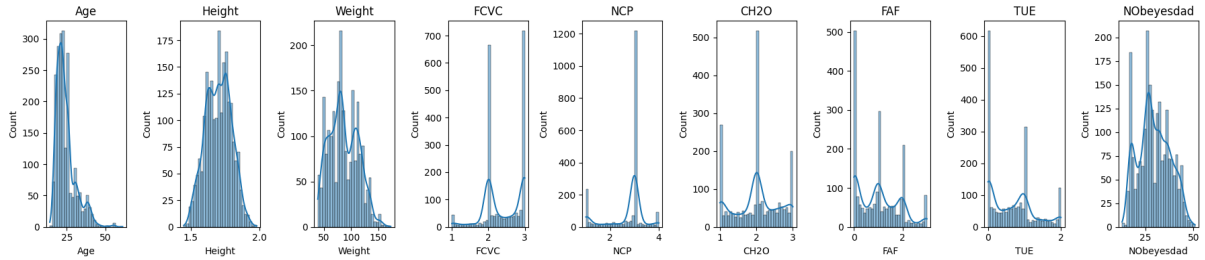 Age Height Weight FCVC NCP CH2O FAF TUE NObeyesdad
Count 0 50 100 150 200 250 300
25 50
Age
Count 0 25 50 75 100 125 150 175
1.5 2.0
Height
Count 0 50 100 150 200
50 100 150
Weight
Count 0 100 200 300 400 500 600 700
1 2 3
FCVC
Count 0 200 400 600 800 1000 1200
2 4
NCP
Count 0 100 200 300 400 500
1 2 3
CH2O
Count 0 100 200 300 400 500
0 2
FAF
Count 0 100 200 300 400 500 600
0 1 2
TUE
Count 0 25 50 75 100 125 150 175 200
25 50
NObeyesdad